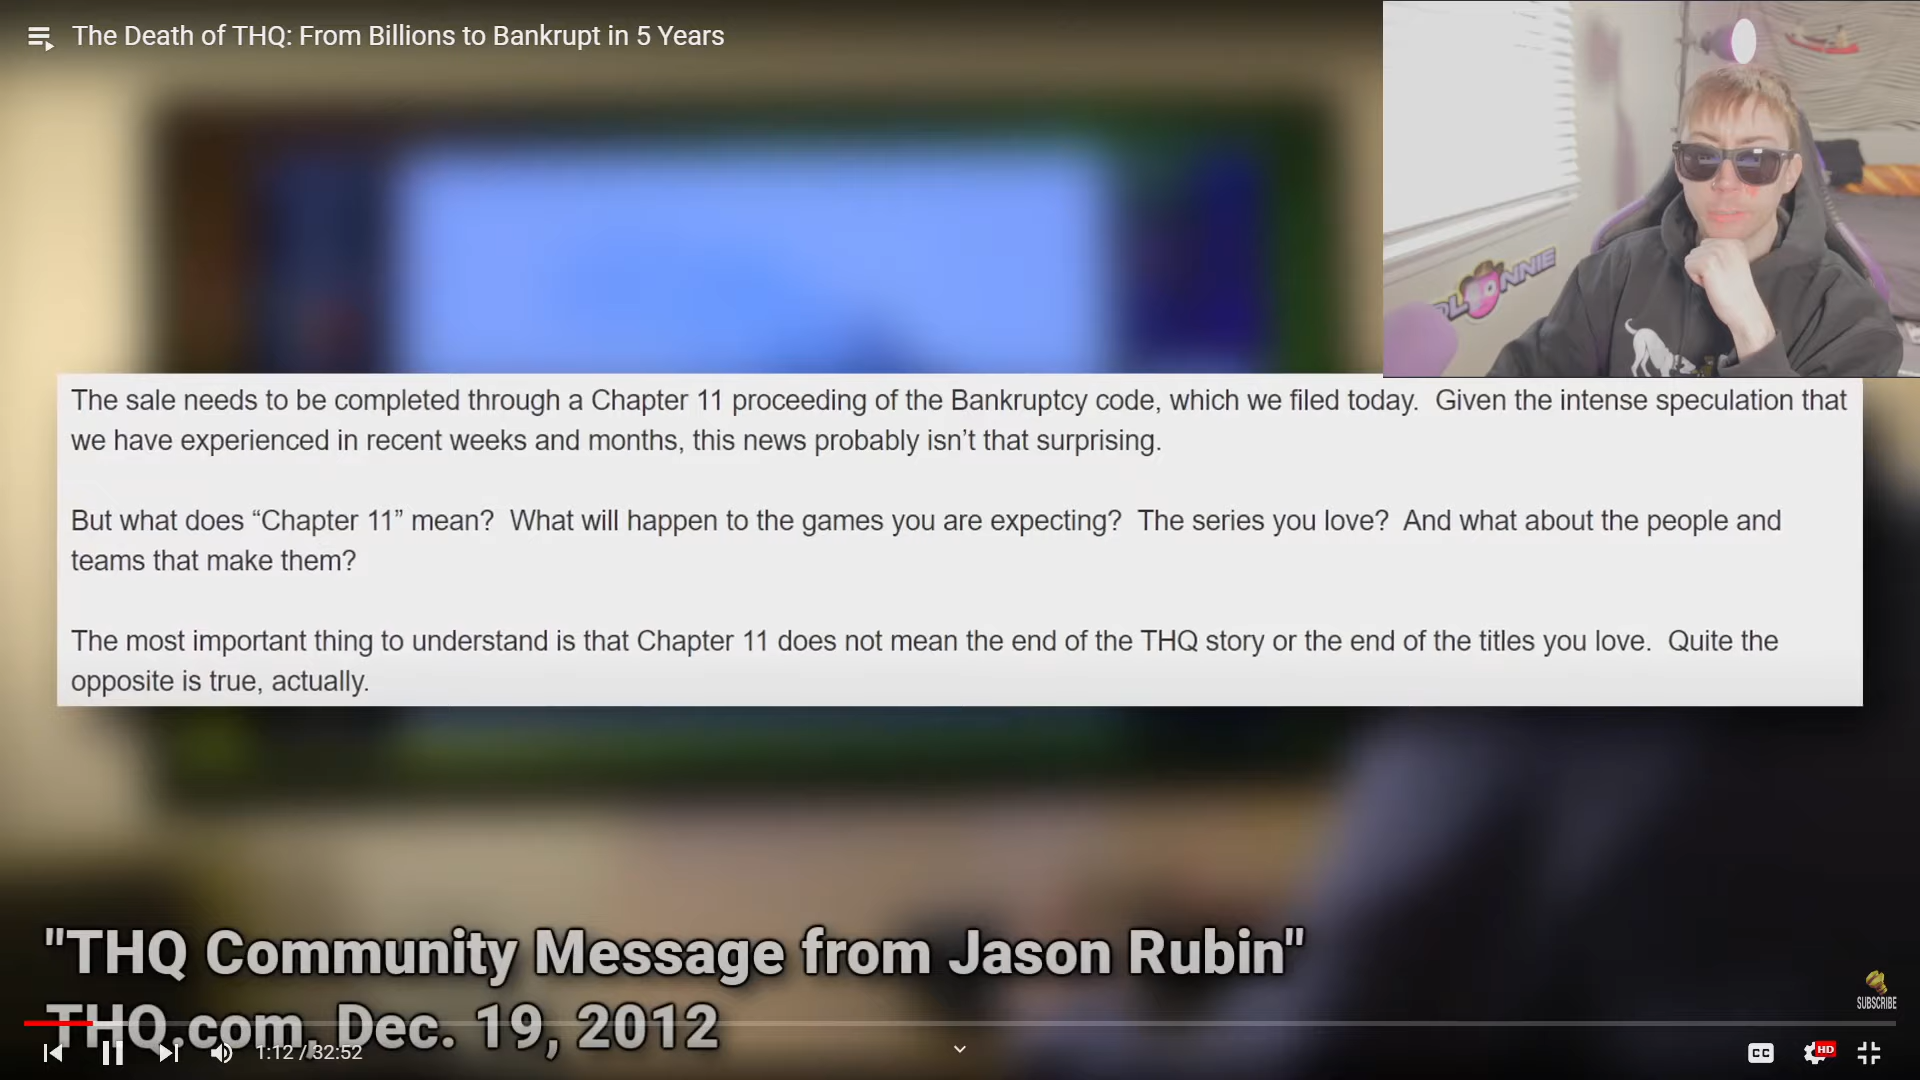 The Death of THQ: From Billions to Bankrupt in 5 Years
The sale needs to be completed through a Chapter 11 proceeding of the Bankruptcy code, which we filed today.  Given the intense speculation that
we have experienced in recent weeks and months, this news probably isn’t that surprising.
But what does “Chapter 11” mean?  What will happen to the games you are expecting?  The series you love?  And what about the people and
teams that make them?
The most important thing to understand is that Chapter 11 does not mean the end of the THQ story or the end of the titles you love.  Quite the
opposite is true, actually.
"THQ Community Message from Jason Rubin"
THQ.com, Dec. 19, 2012
SUBSCRIBE
1:12 / 32:52
CC
HD